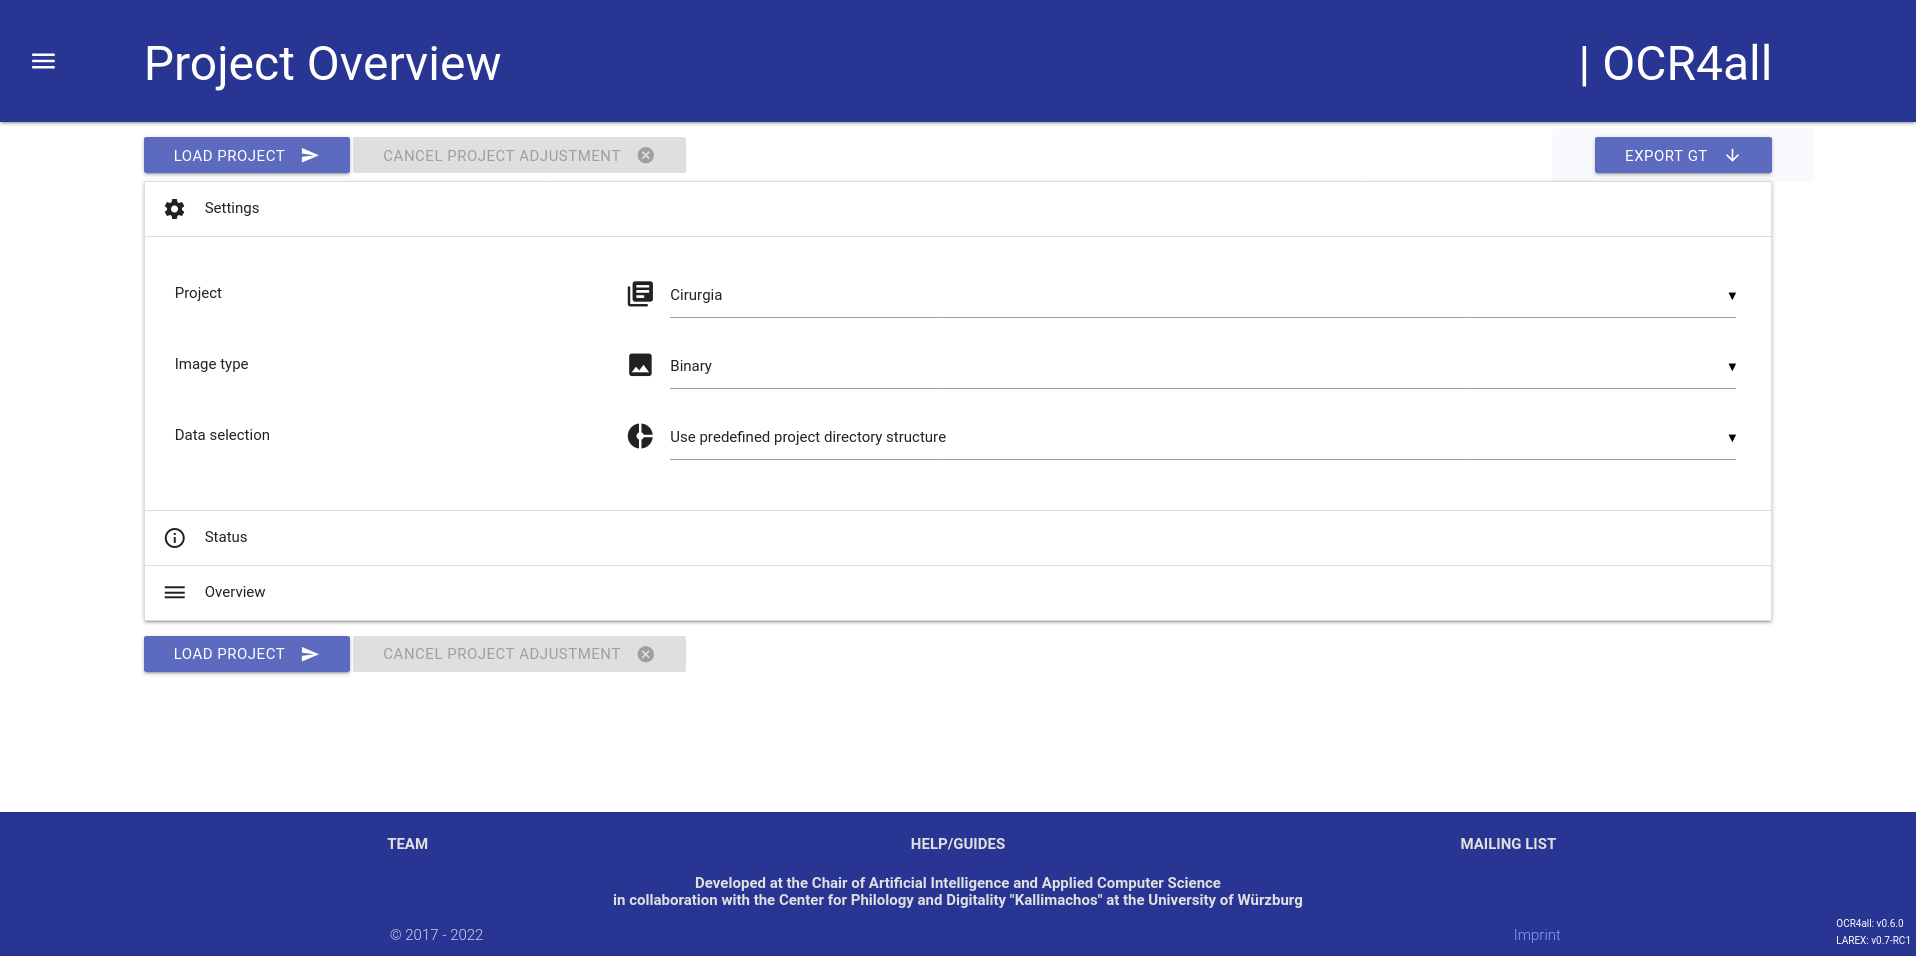 Project Overview
| OCR4all
LOAD PROJECT
CANCEL PROJECT ADJUSTMENT
EXPORT GT
Settings
Project
Cirurgia
Image type
Binary
Data selection
Use predefined project directory structure
Status
Overview
LOAD PROJECT
CANCEL PROJECT ADJUSTMENT
TEAM
HELP/GUIDES
MAILING LIST
Developed at the Chair of Artificial Intelligence and Applied Computer Science
in collaboration with the Center for Philology and Digitality "Kallimachos" at the University of Würzburg
© 2017 - 2022
Imprint
OCR4all: v0.6.0
LAREX: v0.7-RC1